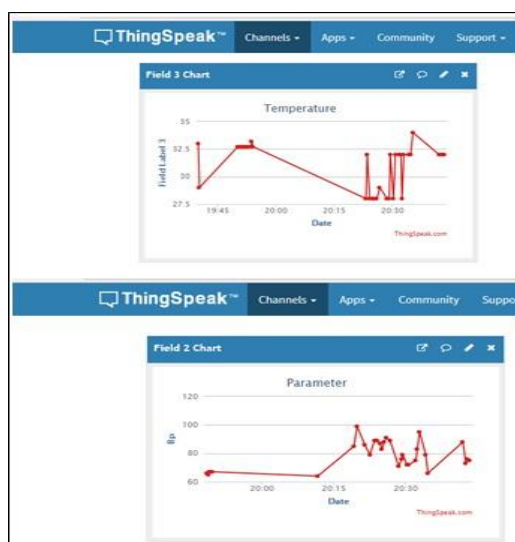 ThingSpeak™ Channels Apps Community Support
Field 3 Chart
Temperature
35
32.5
30
27.5
Field Label 3
19:45 20:00 20:15 20:30
Date
ThingSpeak.com
ThingSpeak™ Channels Apps Community Suppo
Field 2 Chart
Parameter
120
100
80
60
Bp
20:00 20:15 20:30
Date
ThingSpeak.com